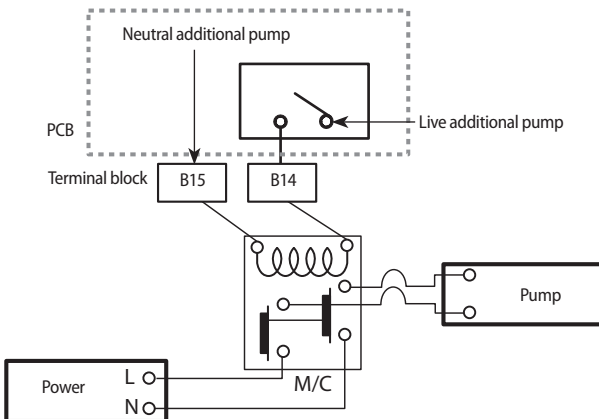 Neutral additional pump
PCB
Live additional pump
Terminal block
B15
B14
Pump
Power
L
N
M/C